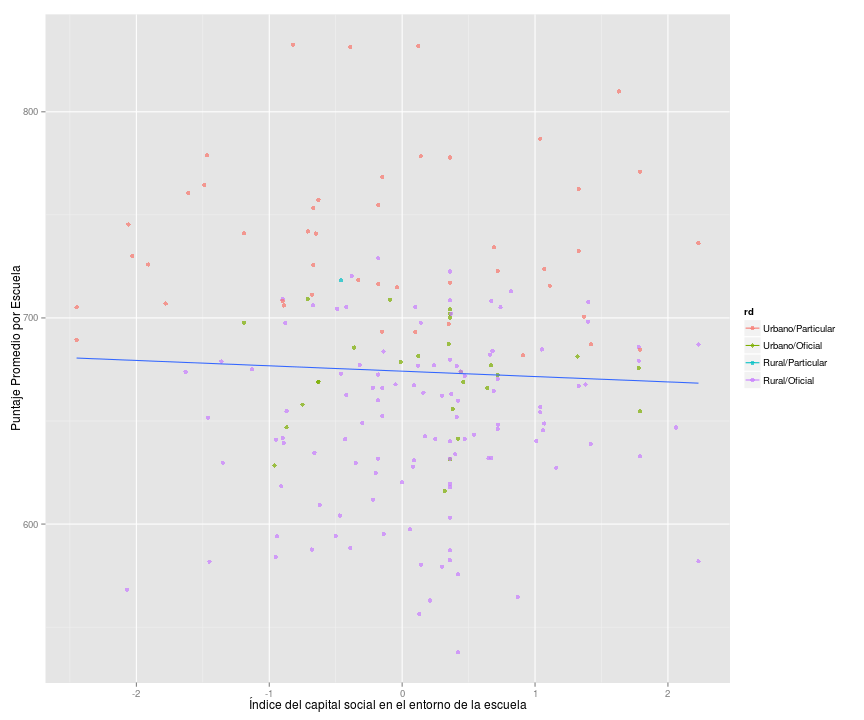 Puntaje Promedio por Escuela
800
700
600
-2
-1
0
1
2
Índice del capital social en el entorno de la escuela
rd
Urbano/Particular
Urbano/Oficial
Rural/Particular
Rural/Oficial